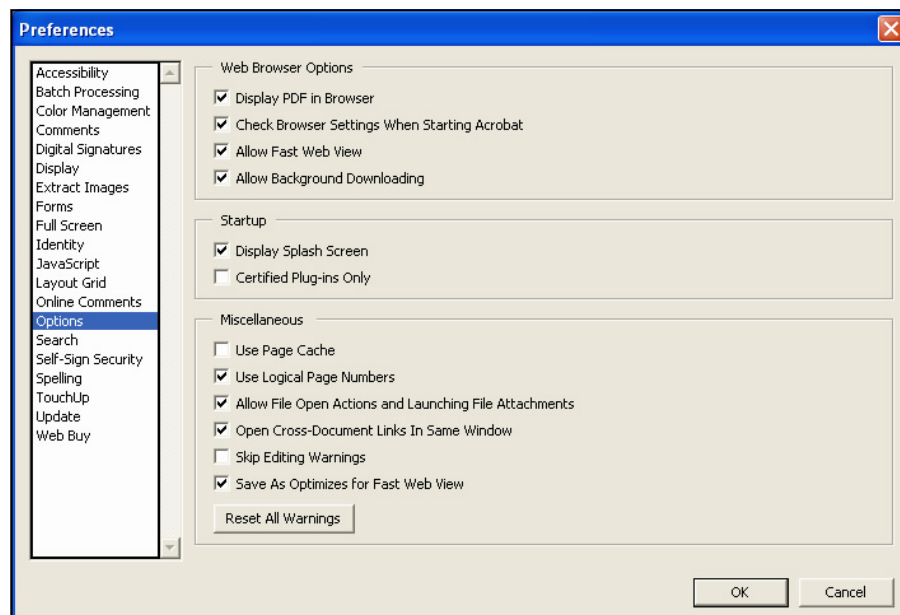 Preferences
Accessibility
Batch Processing
Color Management
Comments
Digital Signatures
Display
Extract Images
Forms
Full Screen
Identity
JavaScript
Layout Grid
Online Comments
Options
Search
Self-Sign Security
Spelling
TouchUp
Update
Web Buy
Web Browser Options
Display PDF in Browser
Check Browser Settings When Starting Acrobat
Allow Fast Web View
Allow Background Downloading
Startup
Display Splash Screen
Certified Plug-ins Only
Miscellaneous
Use Page Cache
Use Logical Page Numbers
Allow File Open Actions and Launching File Attachments
Open Cross-Document Links In Same Window
Skip Editing Warnings
Save As Optimizes for Fast Web View
Reset All Warnings
OK
Cancel